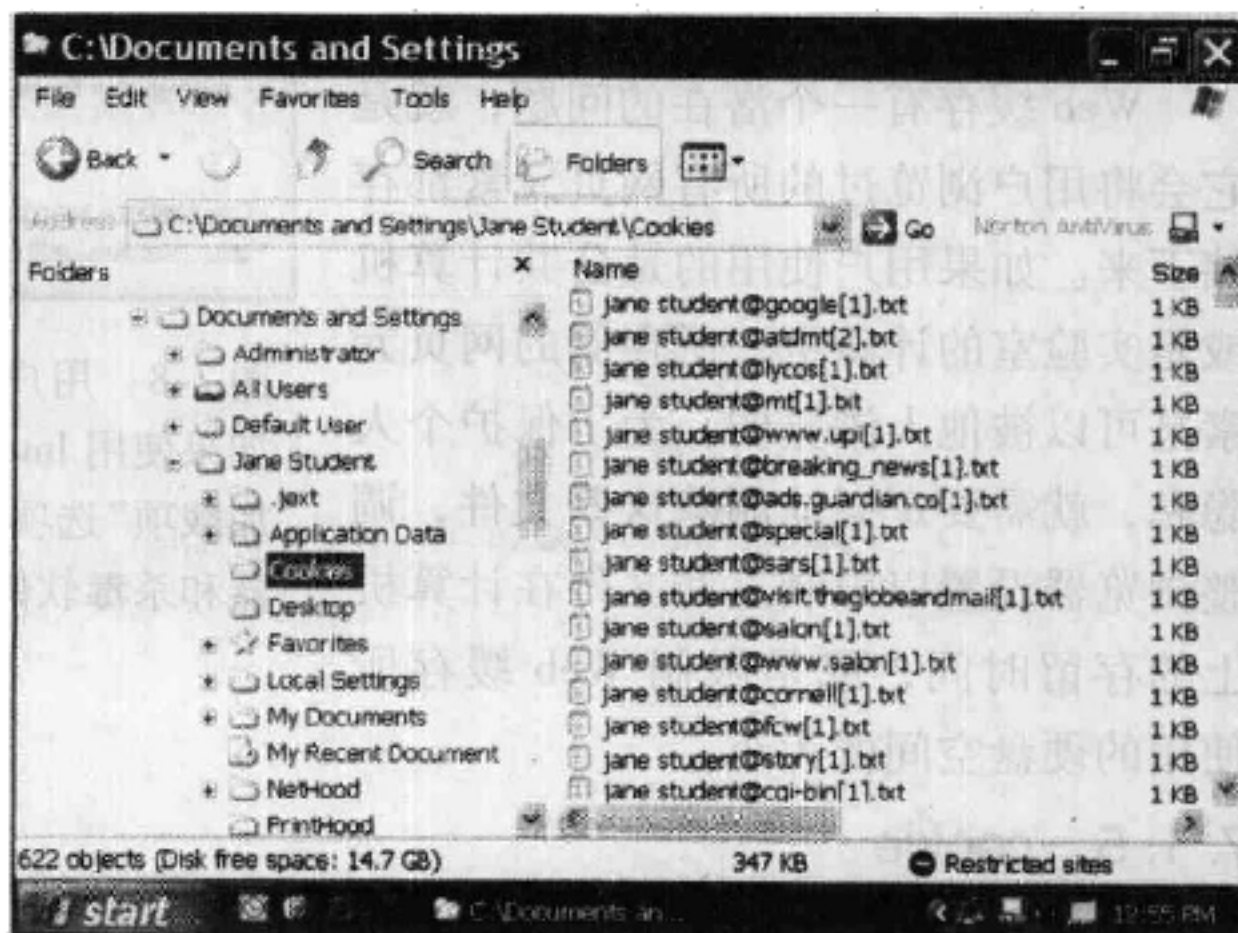 C:\Documents and Settings
File Edit View Favorites Tools Help
Back Search Folders
Address C:\Documents and Settings\Jane Student\Cookies Go Norton AntiVirus
Folders
Documents and Settings
Administrator
All Users
Default User
Jane Student
.jext
Application Data
Cookies
Desktop
Favorites
Local Settings
My Documents
My Recent Document
NetHood
PrintHood
Name Size
jane student@google[1].txt 1 KB
jane student@atdmt[2].txt 1 KB
jane student@lycos[1].txt 1 KB
jane student@mt[1].txt 1 KB
jane student@www.upi[1].txt 1 KB
jane student@breaking_news[1].txt 1 KB
jane student@ads.guardian.co[1].txt 1 KB
jane student@special[1].txt 1 KB
jane student@sars[1].txt 1 KB
jane student@visit.theglobeandmail[1].txt 1 KB
jane student@salon[1].txt 1 KB
jane student@www.salon[1].txt 1 KB
jane student@cornell[1].txt 1 KB
jane student@fcw[1].txt 1 KB
jane student@story[1].txt 1 KB
jane student@cgi-bin[1].txt 1 KB
622 objects (Disk free space: 14.7 GB) 347 KB Restricted sites
start C:\Documents an... 12:55 PM